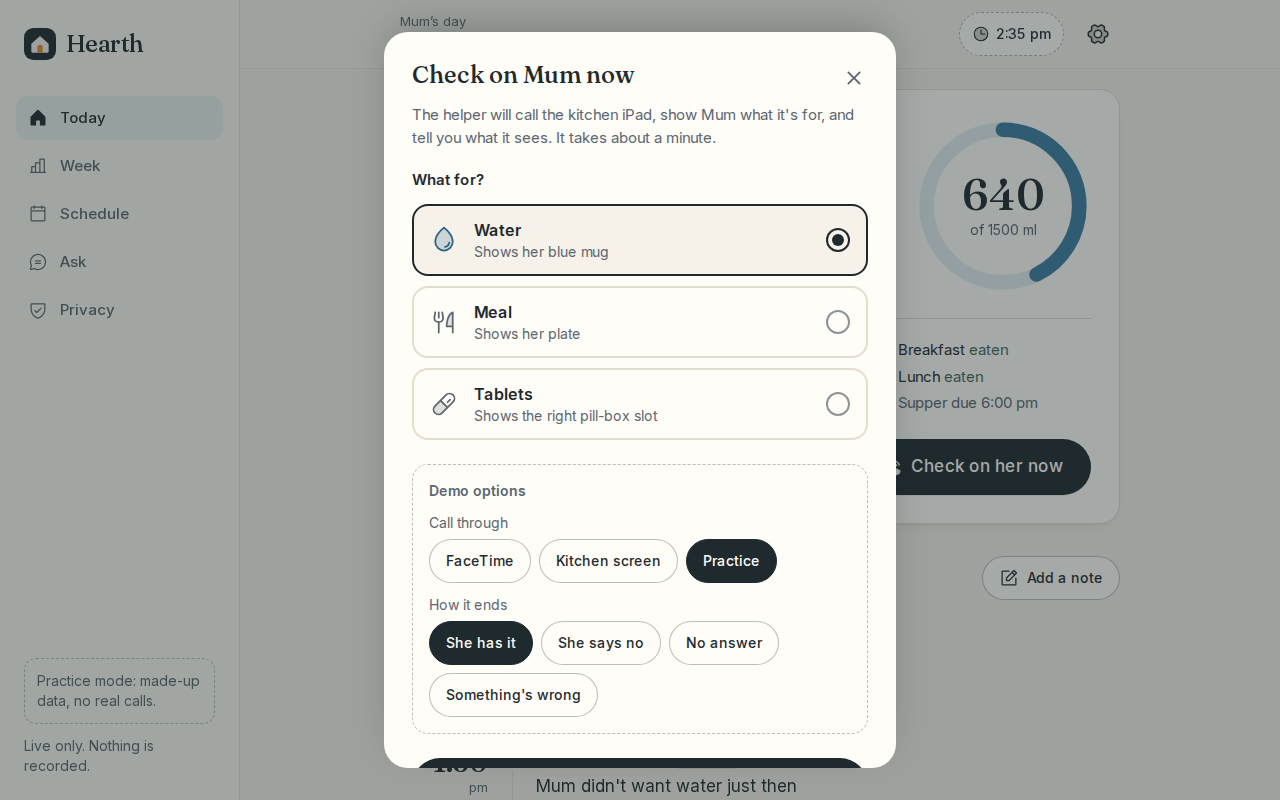 Hearth
Today
Week
Schedule
Ask
Privacy
Practice mode: made-up
data, no real calls.
Live only. Nothing is
recorded.
Mum's day
2:35 pm
Check on Mum now
The helper will call the kitchen iPad, show Mum what it's for, and
tell you what it sees. It takes about a minute.
What for?
Water
Shows her blue mug
Meal
Shows her plate
Tablets
Shows the right pill-box slot
Demo options
Call through
FaceTime
Kitchen screen
Practice
How it ends
She has it
She says no
No answer
Something's wrong
640
of 1500 ml
Breakfast eaten
Lunch eaten
Supper due 6:00 pm
Check on her now
Add a note
pm
Mum didn't want water just then